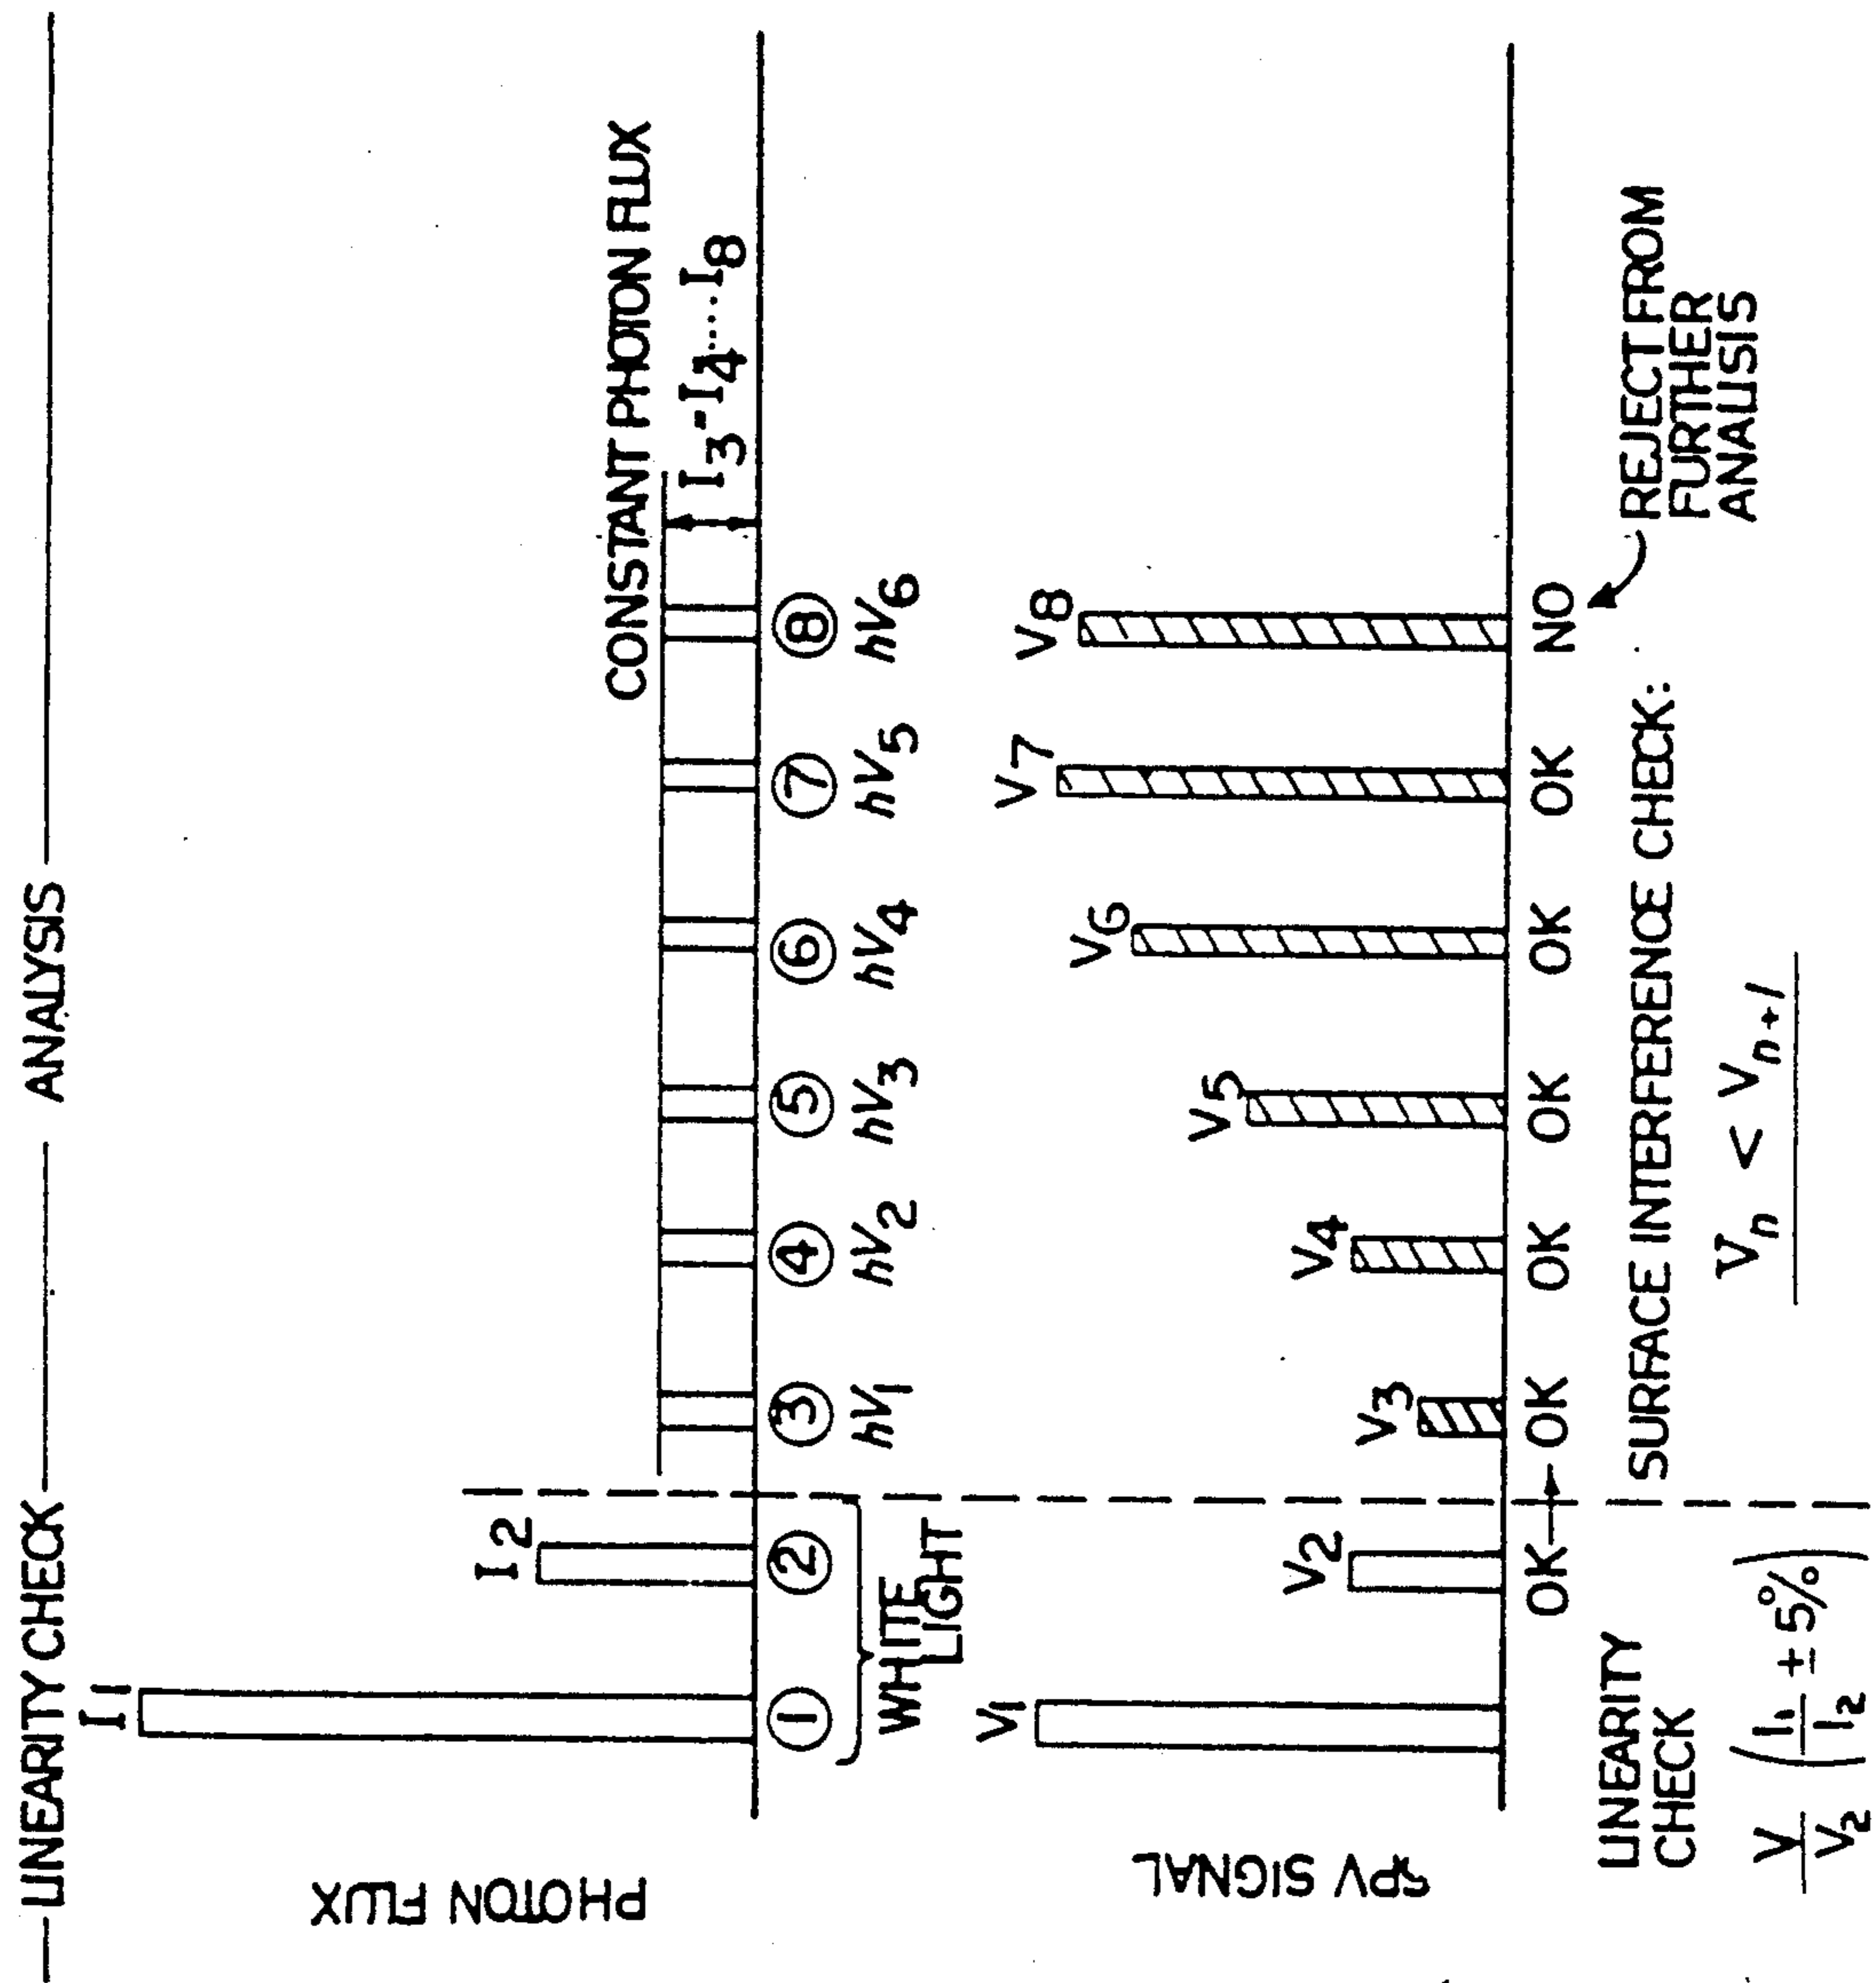 LINEARITY CHECK ANALYSIS
PHOTON FLUX
I1
I2
CONSTANT PHOTON FLUX
I3-I4.....I8
① ② ③ ④ ⑤ ⑥ ⑦ ⑧
hV1 hV2 hV3 hV4 hV5 hV6
WHITE
LIGHT
SPV SIGNAL
V1 V2 V3 V4 V5 V6 V7 V8
OK OK OK OK OK OK NO
LINEARITY
CHECK
V/V2 (I1/I2 ±5%)
SURFACE INTERFERENCE CHECK:
Vn < Vn+1
REJECT FROM
FURTHER
ANALISIS